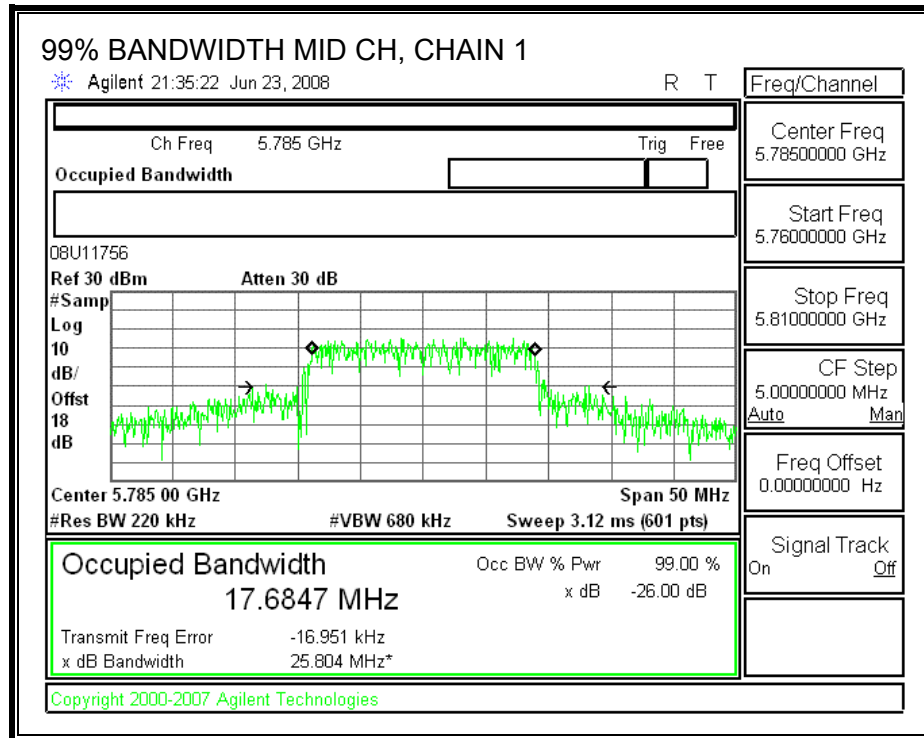 99% BANDWIDTH MID CH, CHAIN 1
Agilent 21:35:22 Jun 23, 2008 R T
Freq/Channel
Ch Freq 5.785 GHz Trig Free
Occupied Bandwidth
Center Freq
5.78500000 GHz
Start Freq
5.76000000 GHz
Stop Freq
5.81000000 GHz
CF Step
5.00000000 MHz
Auto Man
Freq Offset
0.00000000 Hz
Signal Track
On Off
08U11756
Ref 30 dBm Atten 30 dB
#Samp
Log
10
dB/
Offst
18
dB
Center 5.785 00 GHz Span 50 MHz
#Res BW 220 kHz #VBW 680 kHz Sweep 3.12 ms (601 pts)
Occupied Bandwidth
17.6847 MHz
Occ BW % Pwr 99.00 %
x dB -26.00 dB
Transmit Freq Error -16.951 kHz
x dB Bandwidth 25.804 MHz*
Copyright 2000-2007 Agilent Technologies